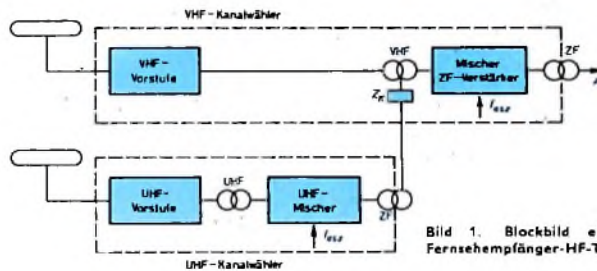 VHF-Kanalwähler
VHF-
Vorstufe
VHF
Mischer
ZF-Verstärker
ZF
UHF-
Vorstufe
UHF
UHF-
Mischer
ZF
UHF-Kanalwähler
Bild 1. Blockbild e
Fernsehempfänger-HF-T